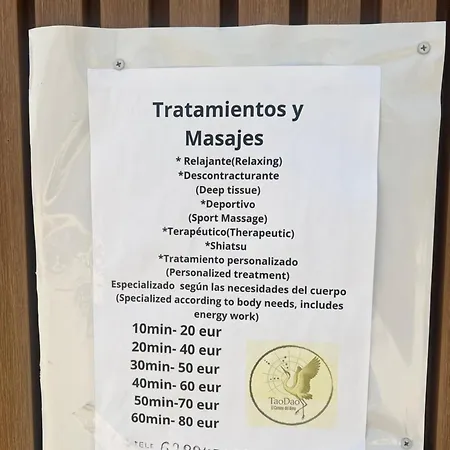 Tratamientos y
Masajes
* Relajante(Relaxing)
*Descontracturante
(Deep tissue)
*Deportivo
(Sport Massage)
*Terapéutico(Therapeutic)
*Shiatsu
*Tratamiento personalizado
(Personalized treatment)
Especializado según las necesidades del cuerpo
(Specialized according to body needs, includes
energy work)
10min- 20 eur
20min- 40 eur
30min- 50 eur
40min- 60 eur
50min-70 eur
60min- 80 eur
TaoDao